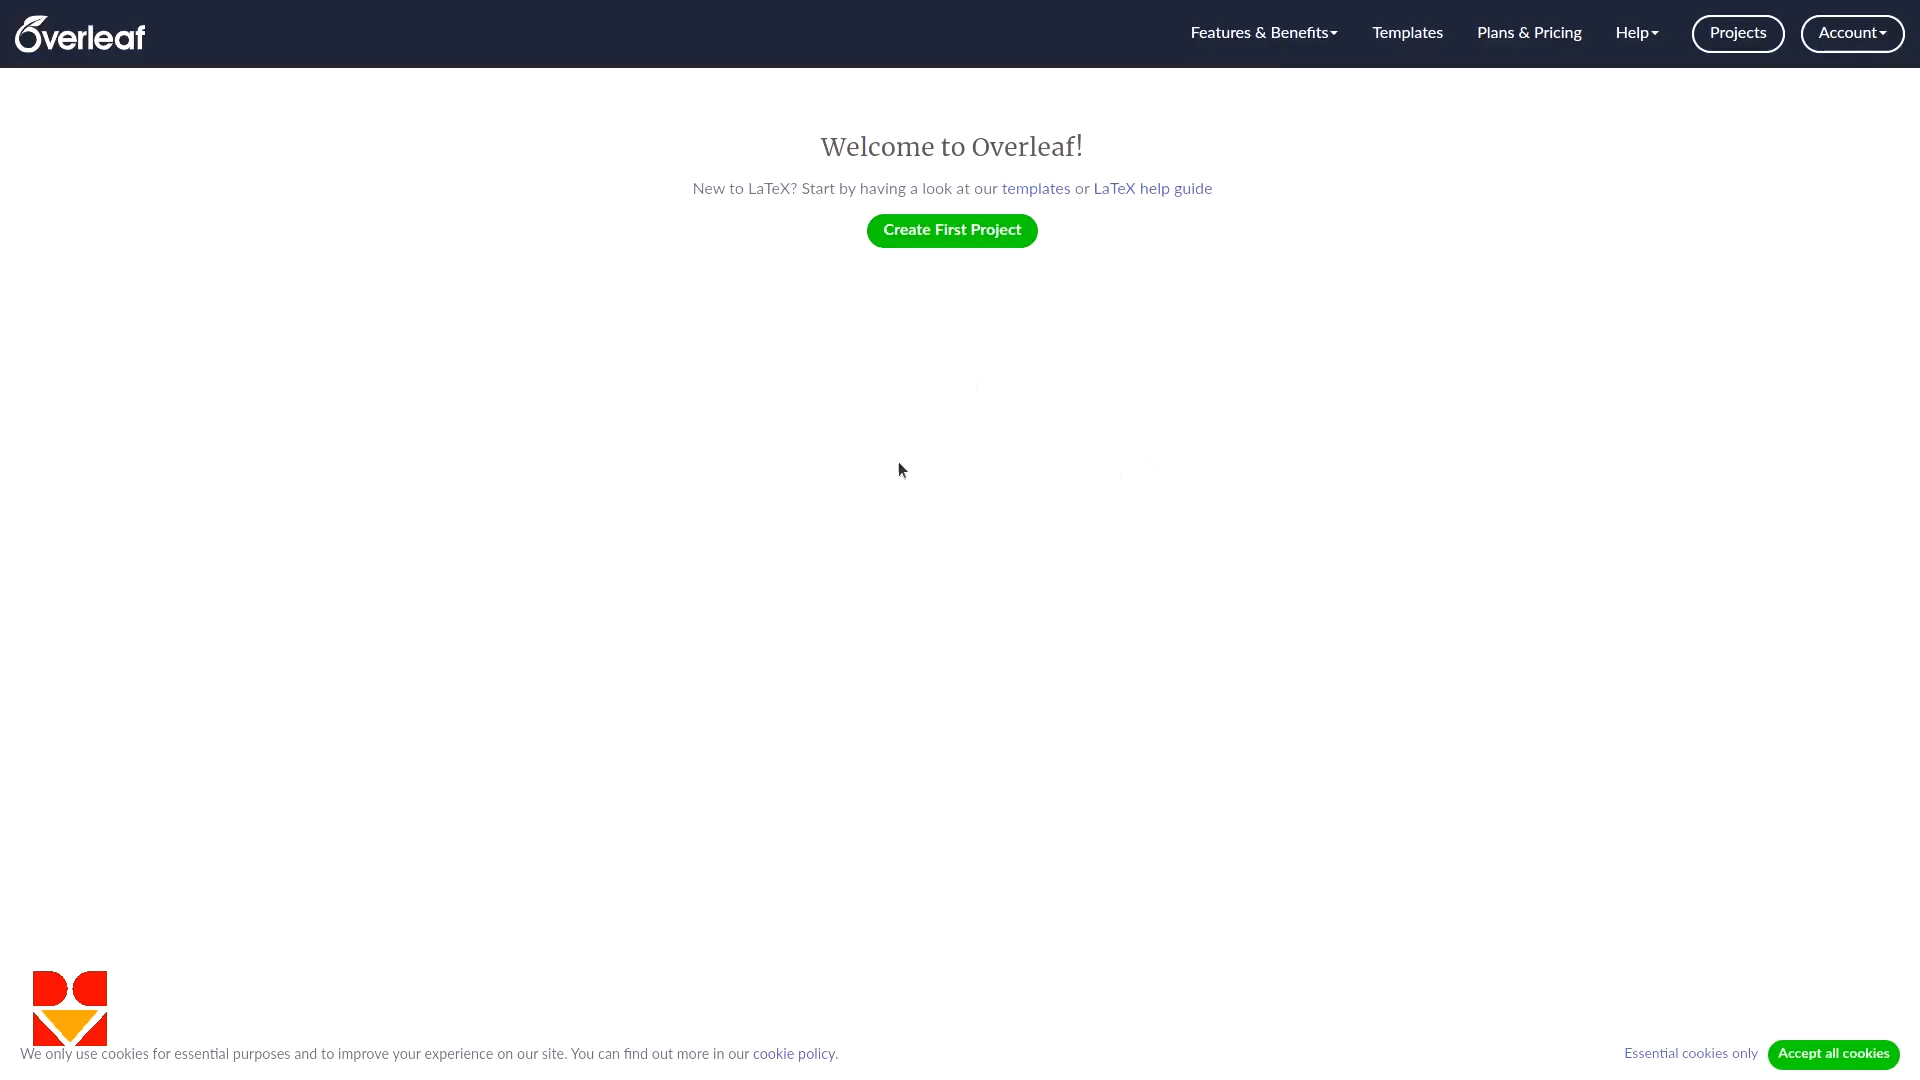 Overleaf
Features & Benefits
Templates
Plans & Pricing
Help
Projects
Account
Welcome to Overleaf!
New to LaTeX? Start by having a look at our templates or LaTeX help guide
Create First Project
We only use cookies for essential purposes and to improve your experience on our site. You can find out more in our cookie policy.
Essential cookies only
Accept all cookies